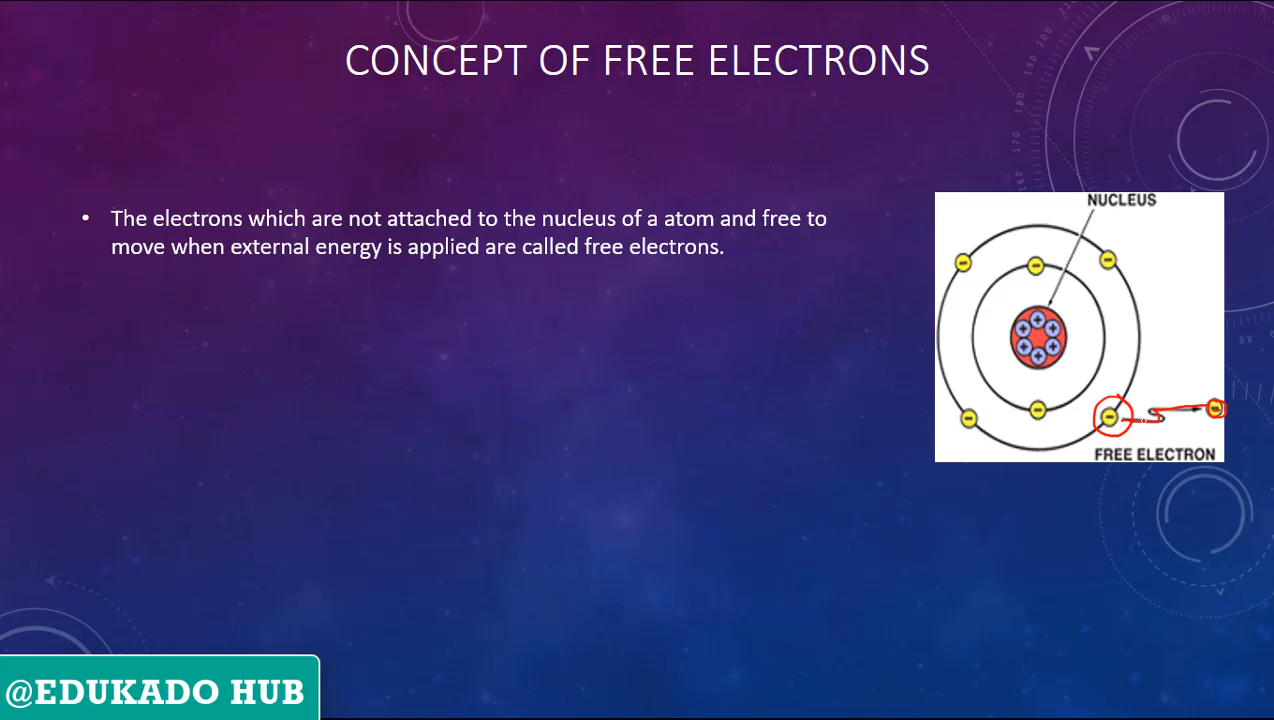 CONCEPT OF FREE ELECTRONS
• The electrons which are not attached to the nucleus of a atom and free to
move when external energy is applied are called free electrons.
NUCLEUS
FREE ELECTRON
@EDUKADO HUB